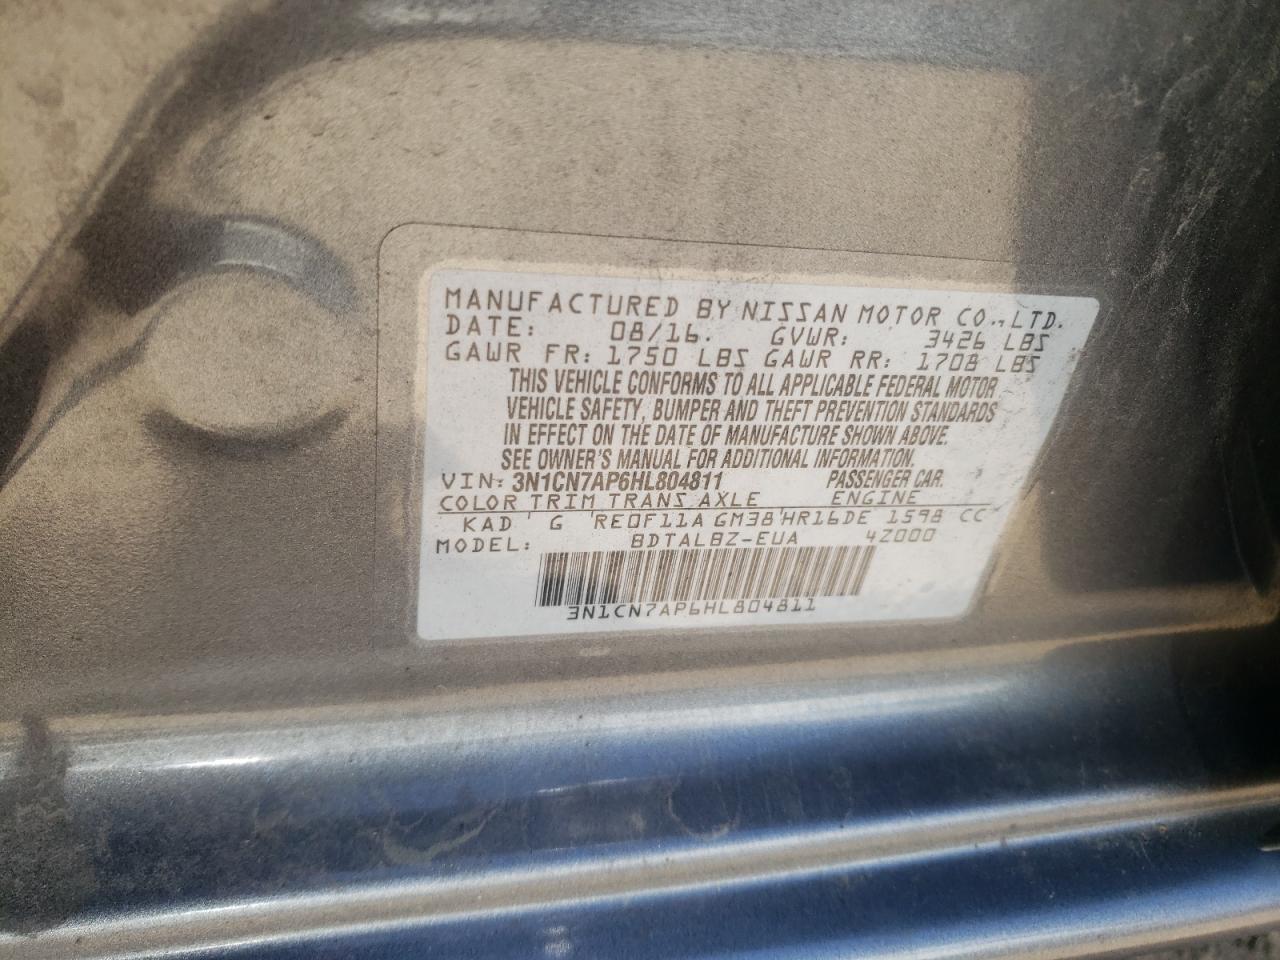 MANUFACTURED BY NISSAN MOTOR CO., LTD.
DATE: 08/16. GVWR: 3426 LBS
GAWR FR: 1750 LBS GAWR RR: 1708 LBS
THIS VEHICLE CONFORMS TO ALL APPLICABLE FEDERAL MOTOR
VEHICLE SAFETY, BUMPER AND THEFT PREVENTION STANDARDS
IN EFFECT ON THE DATE OF MANUFACTURE SHOWN ABOVE.
SEE OWNER'S MANUAL FOR ADDITIONAL INFORMATION.
VIN: 3N1CN7AP6HL804811 PASSENGER CAR.
COLOR TRIM TRANS AXLE ENGINE
KAD G RE0F11A GM38 HR16DE 1598 CC
MODEL: BDTALBZ-EUA 4Z000
3N1CN7AP6HL804811